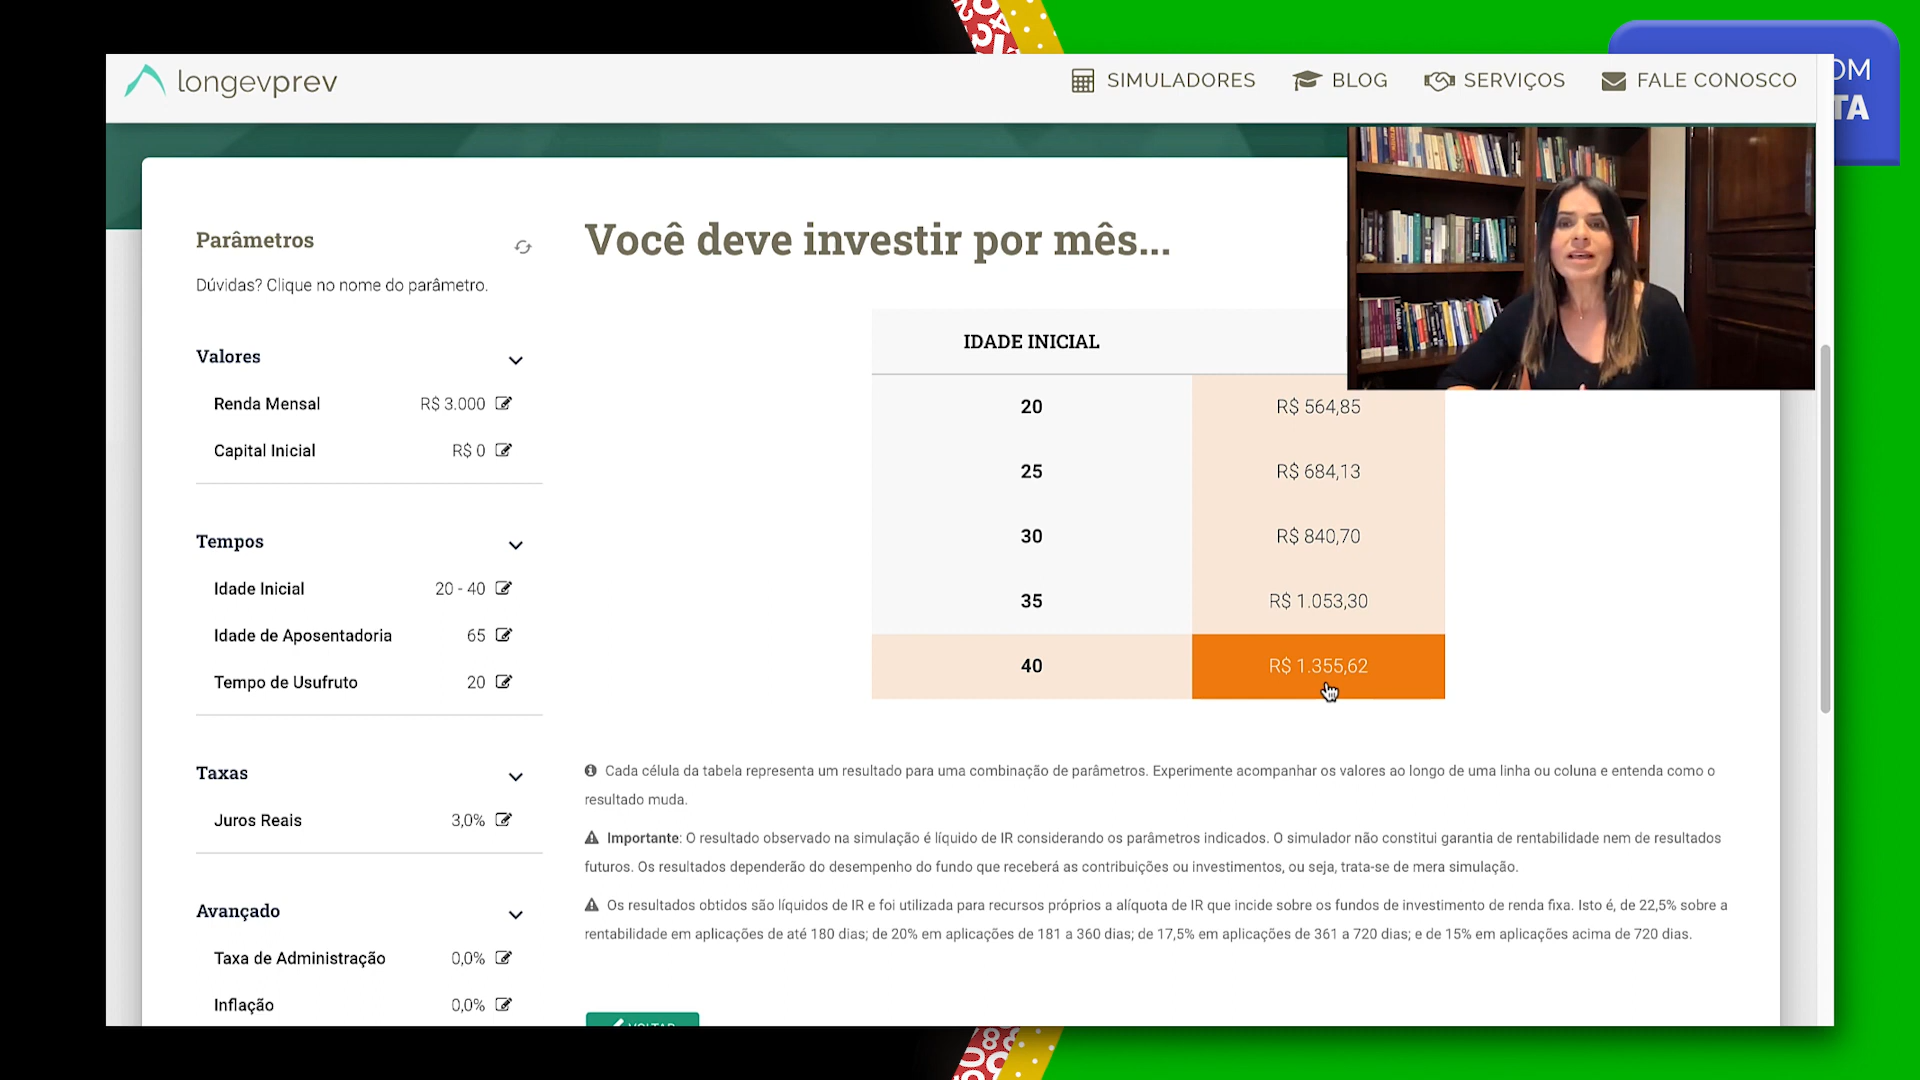 longevprev
SIMULADORES
BLOG
SERVIÇOS
FALE CONOSCO
OM
TA
Parâmetros
Dúvidas? Clique no nome do parâmetro.
Valores
Renda Mensal R$ 3.000
Capital Inicial R$ 0
Tempos
Idade Inicial 20 - 40
Idade de Aposentadoria 65
Tempo de Usufruto 20
Taxas
Juros Reais 3,0%
Avançado
Taxa de Administração 0,0%
Inflação 0,0%
Você deve investir por mês...
IDADE INICIAL
20 R$ 564,85
25 R$ 684,13
30 R$ 840,70
35 R$ 1.053,30
40 R$ 1.355,62
Cada célula da tabela representa um resultado para uma combinação de parâmetros. Experimente acompanhar os valores ao longo de uma linha ou coluna e entenda como o
resultado muda.
Importante: O resultado observado na simulação é líquido de IR considerando os parâmetros indicados. O simulador não constitui garantia de rentabilidade nem de resultados
futuros. Os resultados dependerão do desempenho do fundo que receberá as contribuições ou investimentos, ou seja, trata-se de mera simulação.
Os resultados obtidos são líquidos de IR e foi utilizada para recursos próprios a alíquota de IR que incide sobre os fundos de investimento de renda fixa. Isto é, de 22,5% sobre a
rentabilidade em aplicações de até 180 dias; de 20% em aplicações de 181 a 360 dias; de 17,5% em aplicações de 361 a 720 dias; e de 15% em aplicações acima de 720 dias.
VOLTAR